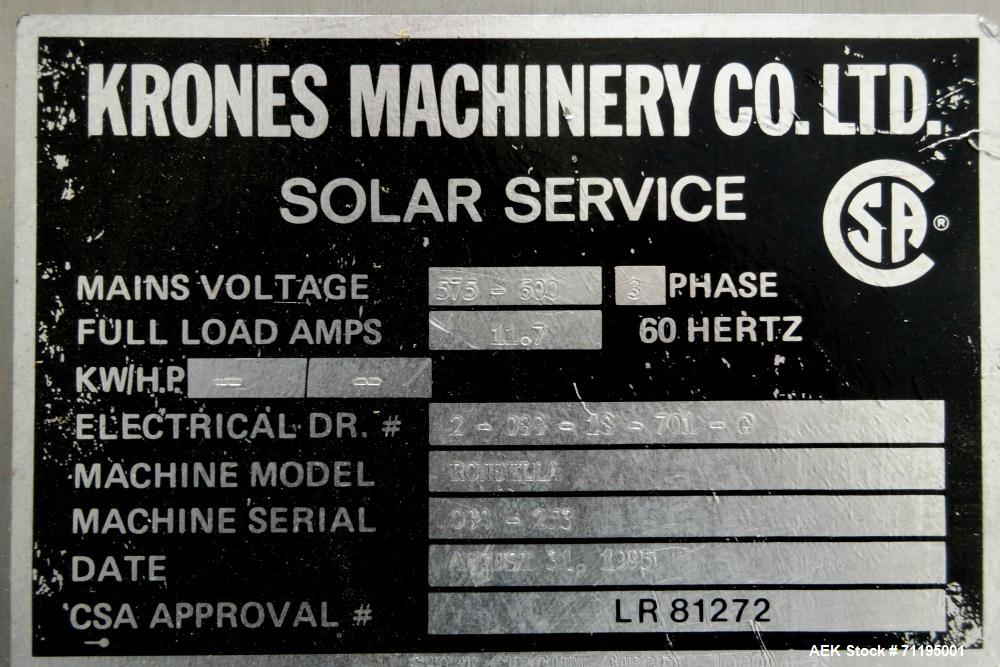 KRONES MACHINERY CO. LTD.
SOLAR SERVICE
CSA ®
MAINS VOLTAGE 575 - 600 3 PHASE
FULL LOAD AMPS 11.7 60 HERTZ
KW/H.P. - -
ELECTRICAL DR. # 2 - 033 - 18 - 701 - G
MACHINE MODEL RONDELLA
MACHINE SERIAL 033 - 253
DATE AUGUST 31, 1995
CSA APPROVAL # LR 81272
AEK Stock # 71195001